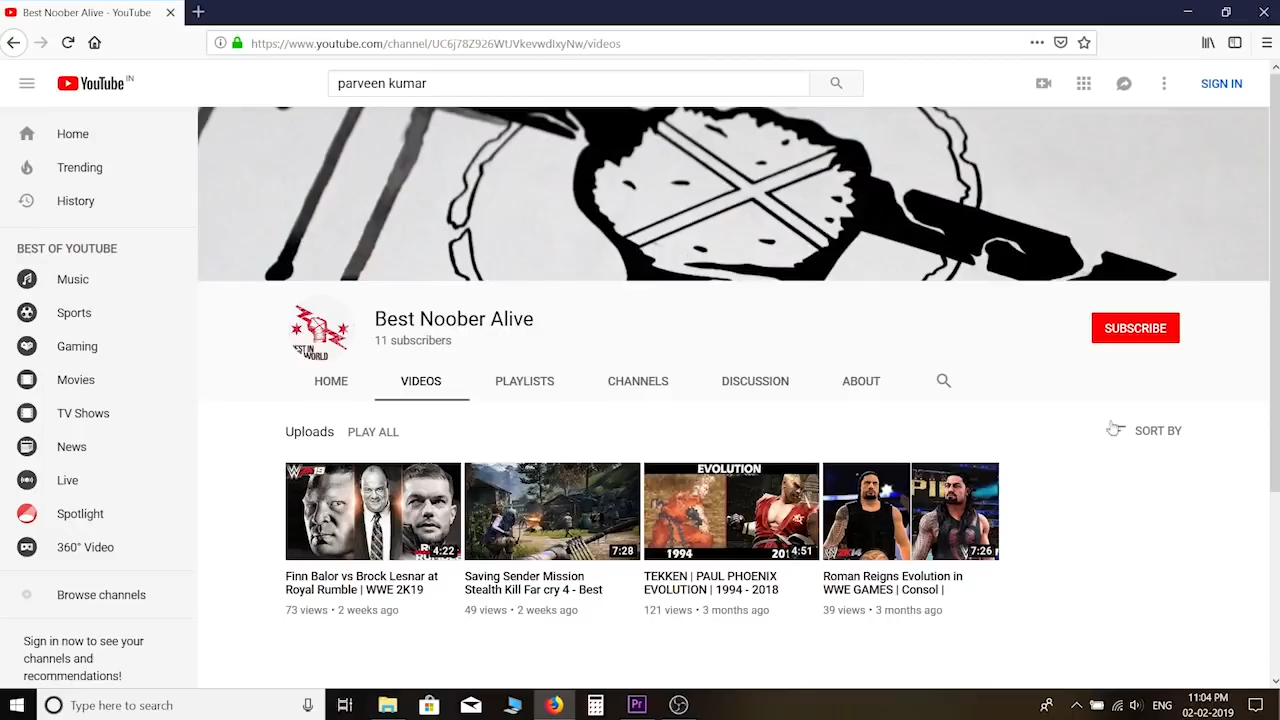 Best Noober Alive - YouTube
https://www.youtube.com/channel/UC6j78Z926WtJVkevwdIxyNw/videos
YouTube IN
parveen kumar
SIGN IN
Home
Trending
History
BEST OF YOUTUBE
Music
Sports
Gaming
Movies
TV Shows
News
Live
Spotlight
360° Video
Browse channels
Sign in now to see your
channels and
recommendations!
Best Noober Alive
11 subscribers
SUBSCRIBE
HOME
VIDEOS
PLAYLISTS
CHANNELS
DISCUSSION
ABOUT
Uploads
PLAY ALL
SORT BY
2K19
4:22
Finn Balor vs Brock Lesnar at
Royal Rumble | WWE 2K19
73 views • 2 weeks ago
7:28
Saving Sender Mission
Stealth Kill Far cry 4 - Best
49 views • 2 weeks ago
EVOLUTION
1994
4:51
TEKKEN | PAUL PHOENIX
EVOLUTION | 1994 - 2018
121 views • 3 months ago
2K14
7:26
Roman Reigns Evolution in
WWE GAMES | Consol |
39 views • 3 months ago
Type here to search
Pr
ENG
11:04 PM
02-02-2019